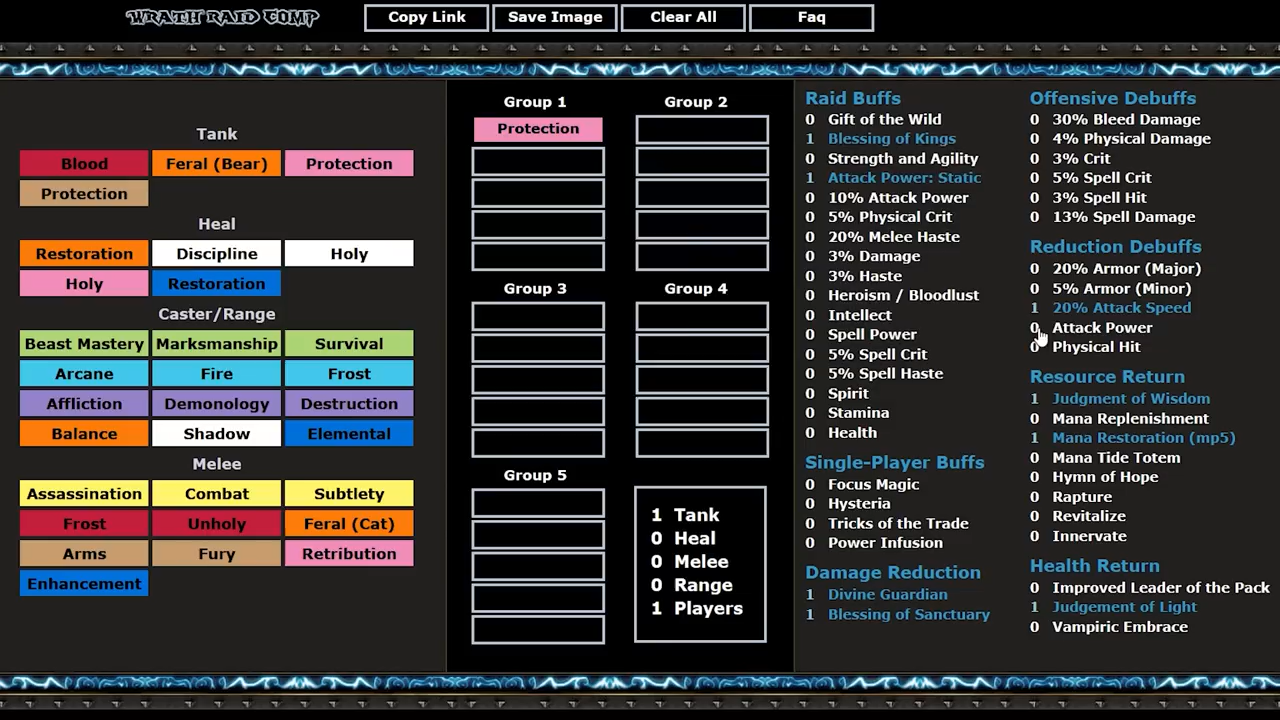 WRATH RAID COMP
Copy Link
Save Image
Clear All
Faq
Tank
Blood
Feral (Bear)
Protection
Protection
Heal
Restoration
Discipline
Holy
Holy
Restoration
Caster/Range
Beast Mastery
Marksmanship
Survival
Arcane
Fire
Frost
Affliction
Demonology
Destruction
Balance
Shadow
Elemental
Melee
Assassination
Combat
Subtlety
Frost
Unholy
Feral (Cat)
Arms
Fury
Retribution
Enhancement
Group 1
Protection
Group 2
Group 3
Group 4
Group 5
1 Tank
0 Heal
0 Melee
0 Range
1 Players
Raid Buffs
0 Gift of the Wild
1 Blessing of Kings
0 Strength and Agility
1 Attack Power: Static
0 10% Attack Power
0 5% Physical Crit
0 20% Melee Haste
0 3% Damage
0 3% Haste
0 Heroism / Bloodlust
0 Intellect
0 Spell Power
0 5% Spell Crit
0 5% Spell Haste
0 Spirit
0 Stamina
0 Health
Single-Player Buffs
0 Focus Magic
0 Hysteria
0 Tricks of the Trade
0 Power Infusion
Damage Reduction
1 Divine Guardian
1 Blessing of Sanctuary
Offensive Debuffs
0 30% Bleed Damage
0 4% Physical Damage
0 3% Crit
0 5% Spell Crit
0 3% Spell Hit
0 13% Spell Damage
Reduction Debuffs
0 20% Armor (Major)
0 5% Armor (Minor)
1 20% Attack Speed
0 Attack Power
0 Physical Hit
Resource Return
1 Judgment of Wisdom
0 Mana Replenishment
1 Mana Restoration (mp5)
0 Mana Tide Totem
0 Hymn of Hope
0 Rapture
0 Revitalize
0 Innervate
Health Return
0 Improved Leader of the Pack
1 Judgement of Light
0 Vampiric Embrace